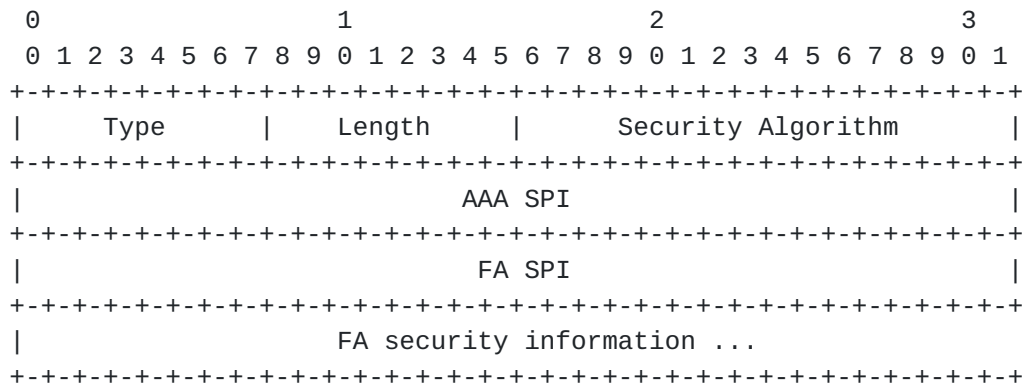 0                   1                   2                   3
 0 1 2 3 4 5 6 7 8 9 0 1 2 3 4 5 6 7 8 9 0 1 2 3 4 5 6 7 8 9 0 1
+-+-+-+-+-+-+-+-+-+-+-+-+-+-+-+-+-+-+-+-+-+-+-+-+-+-+-+-+-+-+-+-+
|     Type      |    Length    |      Security Algorithm       |
+-+-+-+-+-+-+-+-+-+-+-+-+-+-+-+-+-+-+-+-+-+-+-+-+-+-+-+-+-+-+-+-+
|                            AAA SPI                            |
+-+-+-+-+-+-+-+-+-+-+-+-+-+-+-+-+-+-+-+-+-+-+-+-+-+-+-+-+-+-+-+-+
|                             FA SPI                            |
+-+-+-+-+-+-+-+-+-+-+-+-+-+-+-+-+-+-+-+-+-+-+-+-+-+-+-+-+-+-+-+-+
|                    FA security information ...
+-+-+-+-+-+-+-+-+-+-+-+-+-+-+-+-+-+-+-+-+-+-+-+-+-+-+-+-+-+-+-+-+